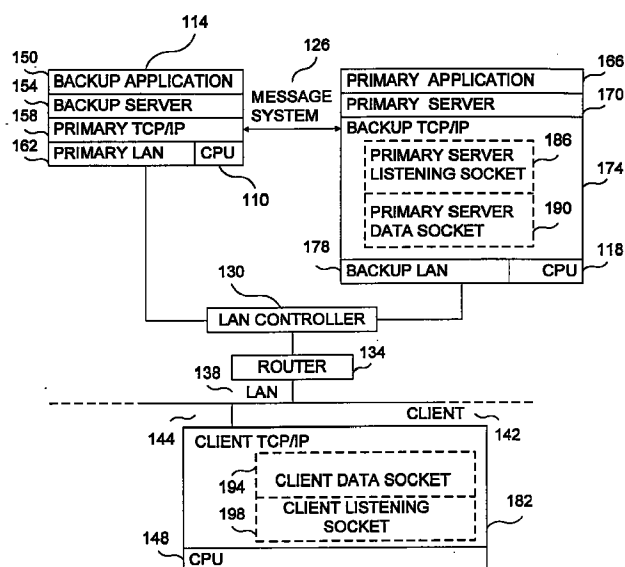 114
150
BACKUP APPLICATION
154
BACKUP SERVER
158
PRIMARY TCP/IP
162
PRIMARY LAN
CPU
110
126
MESSAGE
SYSTEM
PRIMARY APPLICATION
166
PRIMARY SERVER
170
BACKUP TCP/IP
PRIMARY SERVER
LISTENING SOCKET
186
174
PRIMARY SERVER
DATA SOCKET
190
178
BACKUP LAN
CPU
118
130
LAN CONTROLLER
ROUTER
134
138
LAN
144
CLIENT
142
CLIENT TCP/IP
194
CLIENT DATA SOCKET
198
CLIENT LISTENING
SOCKET
182
148
CPU